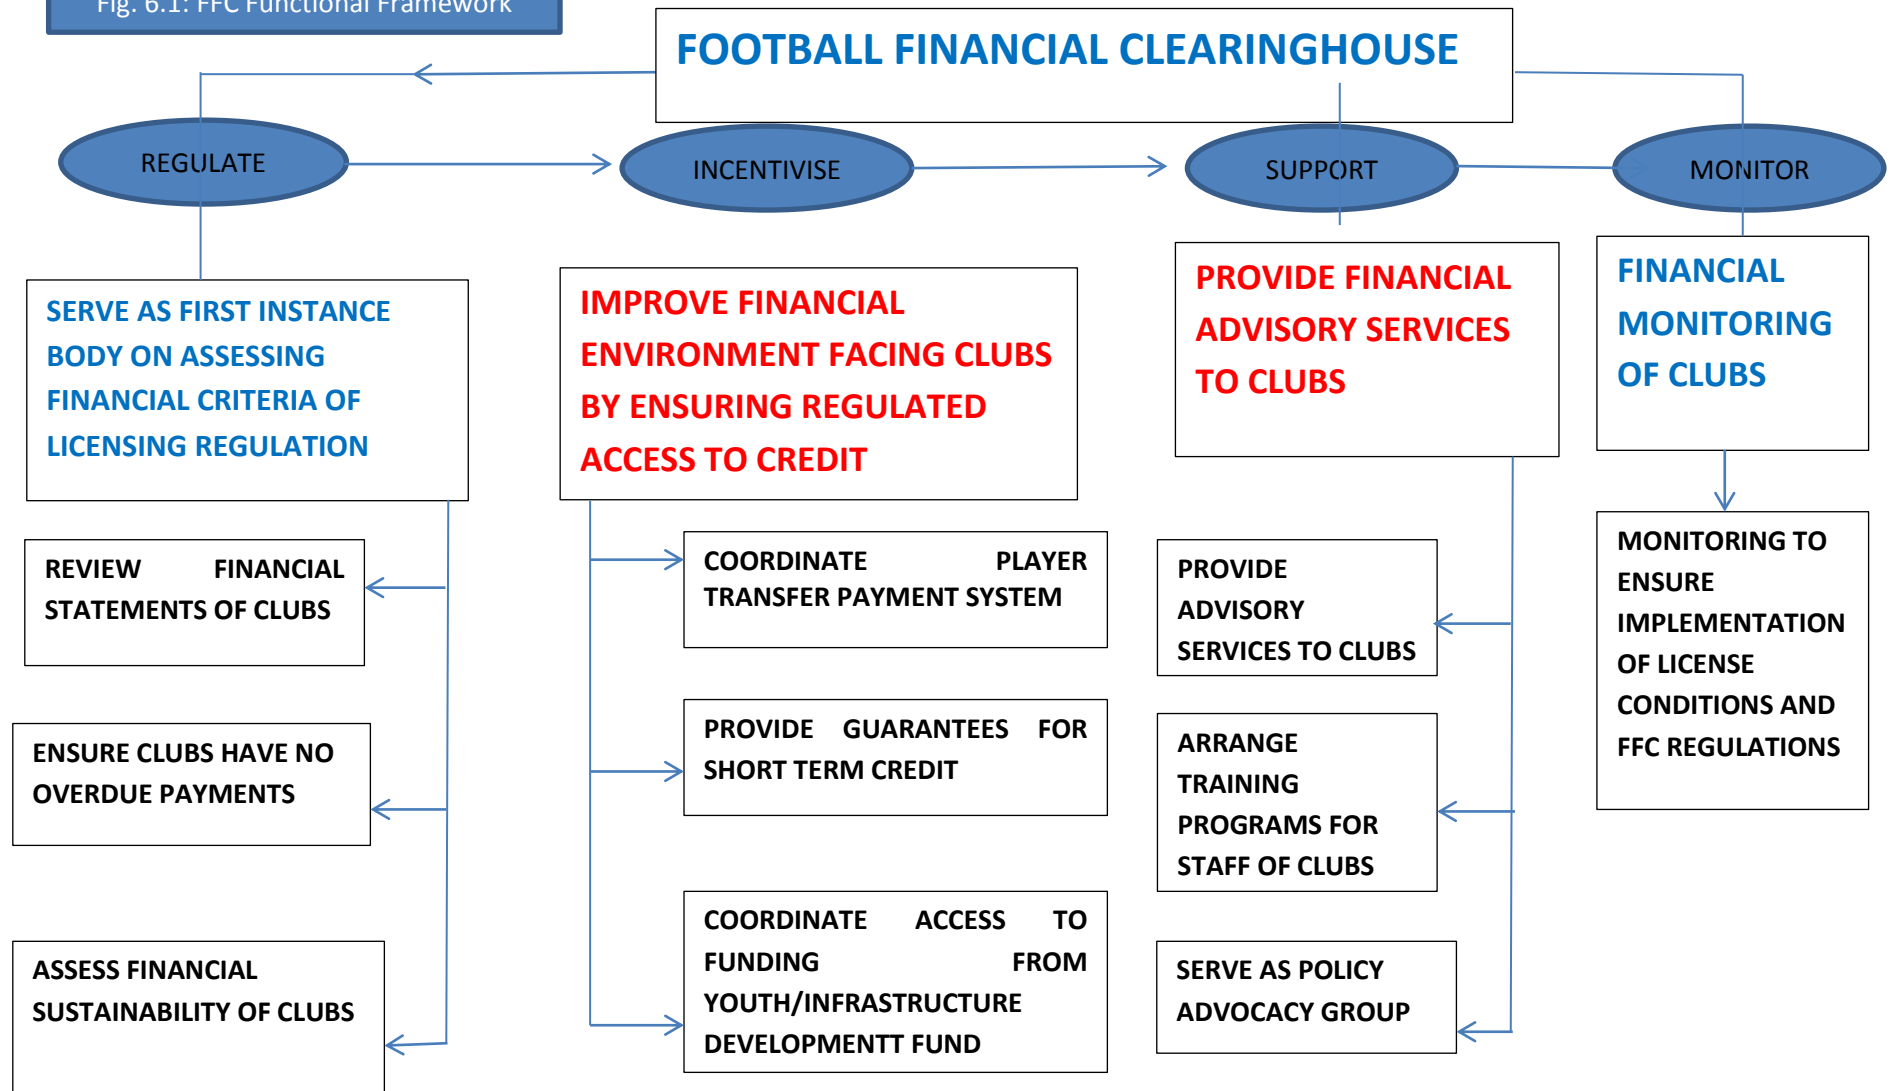 Fig. 6.1: FFC Functional Framework
FOOTBALL FINANCIAL CLEARINGHOUSE
REGULATE
INCENTIVISE
SUPPORT
MONITOR
SERVE AS FIRST INSTANCE
BODY ON ASSESSING
FINANCIAL CRITERIA OF
LICENSING REGULATION
IMPROVE FINANCIAL
ENVIRONMENT FACING CLUBS
BY ENSURING REGULATED
ACCESS TO CREDIT
PROVIDE FINANCIAL
ADVISORY SERVICES
TO CLUBS
FINANCIAL
MONITORING
OF CLUBS
REVIEW FINANCIAL
STATEMENTS OF CLUBS
ENSURE CLUBS HAVE NO
OVERDUE PAYMENTS
ASSESS FINANCIAL
SUSTAINABILITY OF CLUBS
COORDINATE PLAYER
TRANSFER PAYMENT SYSTEM
PROVIDE GUARANTEES FOR
SHORT TERM CREDIT
COORDINATE ACCESS TO
FUNDING FROM
YOUTH/INFRASTRUCTURE
DEVELOPMENTT FUND
PROVIDE
ADVISORY
SERVICES TO CLUBS
ARRANGE
TRAINING
PROGRAMS FOR
STAFF OF CLUBS
SERVE AS POLICY
ADVOCACY GROUP
MONITORING TO
ENSURE
IMPLEMENTATION
OF LICENSE
CONDITIONS AND
FFC REGULATIONS